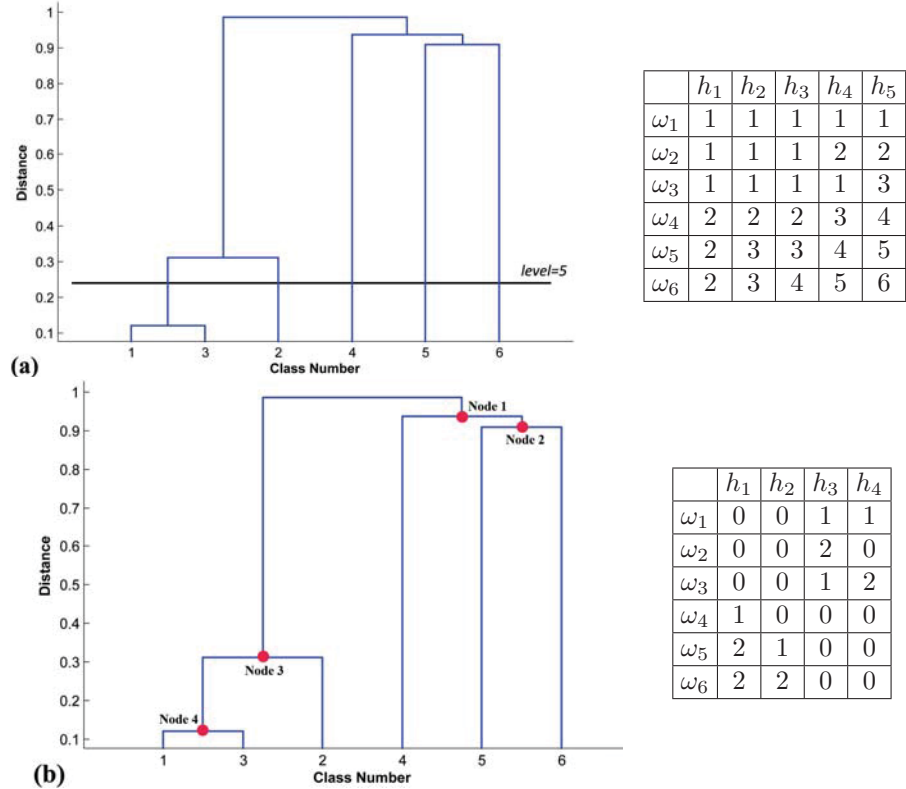 1
0.9
0.8
0.7
0.6
0.5
0.4
0.3
0.2
0.1
Distance
level=5
1 3 2 4 5 6
Class Number
(a)
h₁ h₂ h₃ h₄ h₅
ω₁ 1 1 1 1 1
ω₂ 1 1 1 2 2
ω₃ 1 1 1 1 3
ω₄ 2 2 2 3 4
ω₅ 2 3 3 4 5
ω₆ 2 3 4 5 6
1
0.9
0.8
0.7
0.6
0.5
0.4
0.3
0.2
0.1
Distance
Node 1
Node 2
Node 3
Node 4
1 3 2 4 5 6
Class Number
(b)
h₁ h₂ h₃ h₄
ω₁ 0 0 1 1
ω₂ 0 0 2 0
ω₃ 0 0 1 2
ω₄ 1 0 0 0
ω₅ 2 1 0 0
ω₆ 2 2 0 0